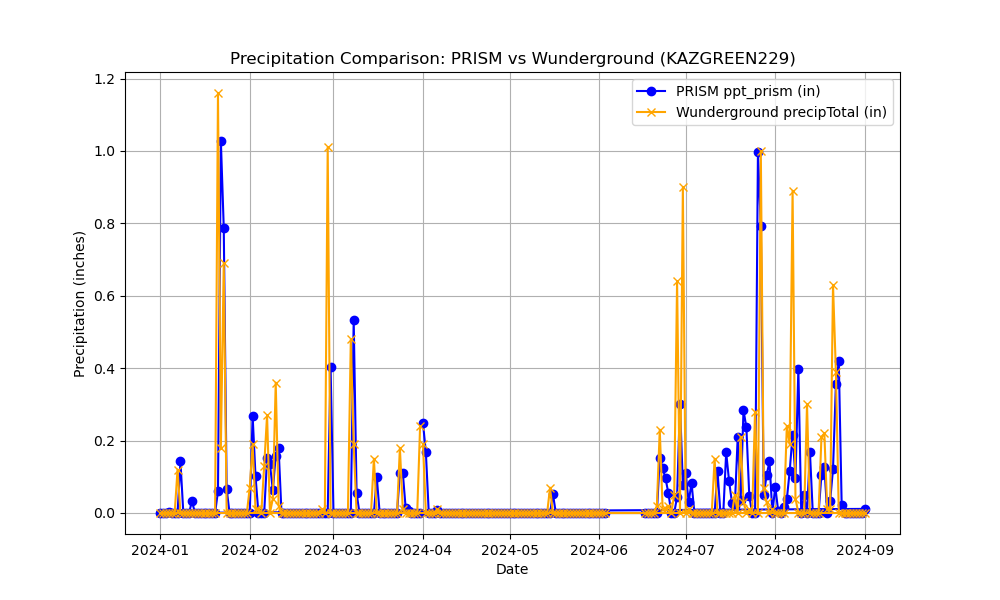 Precipitation Comparison: PRISM vs Wunderground (KAZGREEN229)
PRISM ppt_prism (in)
Wunderground precipTotal (in)
Precipitation (inches)
1.2
1.0
0.8
0.6
0.4
0.2
0.0
2024-01 2024-02 2024-03 2024-04 2024-05 2024-06 2024-07 2024-08 2024-09
Date